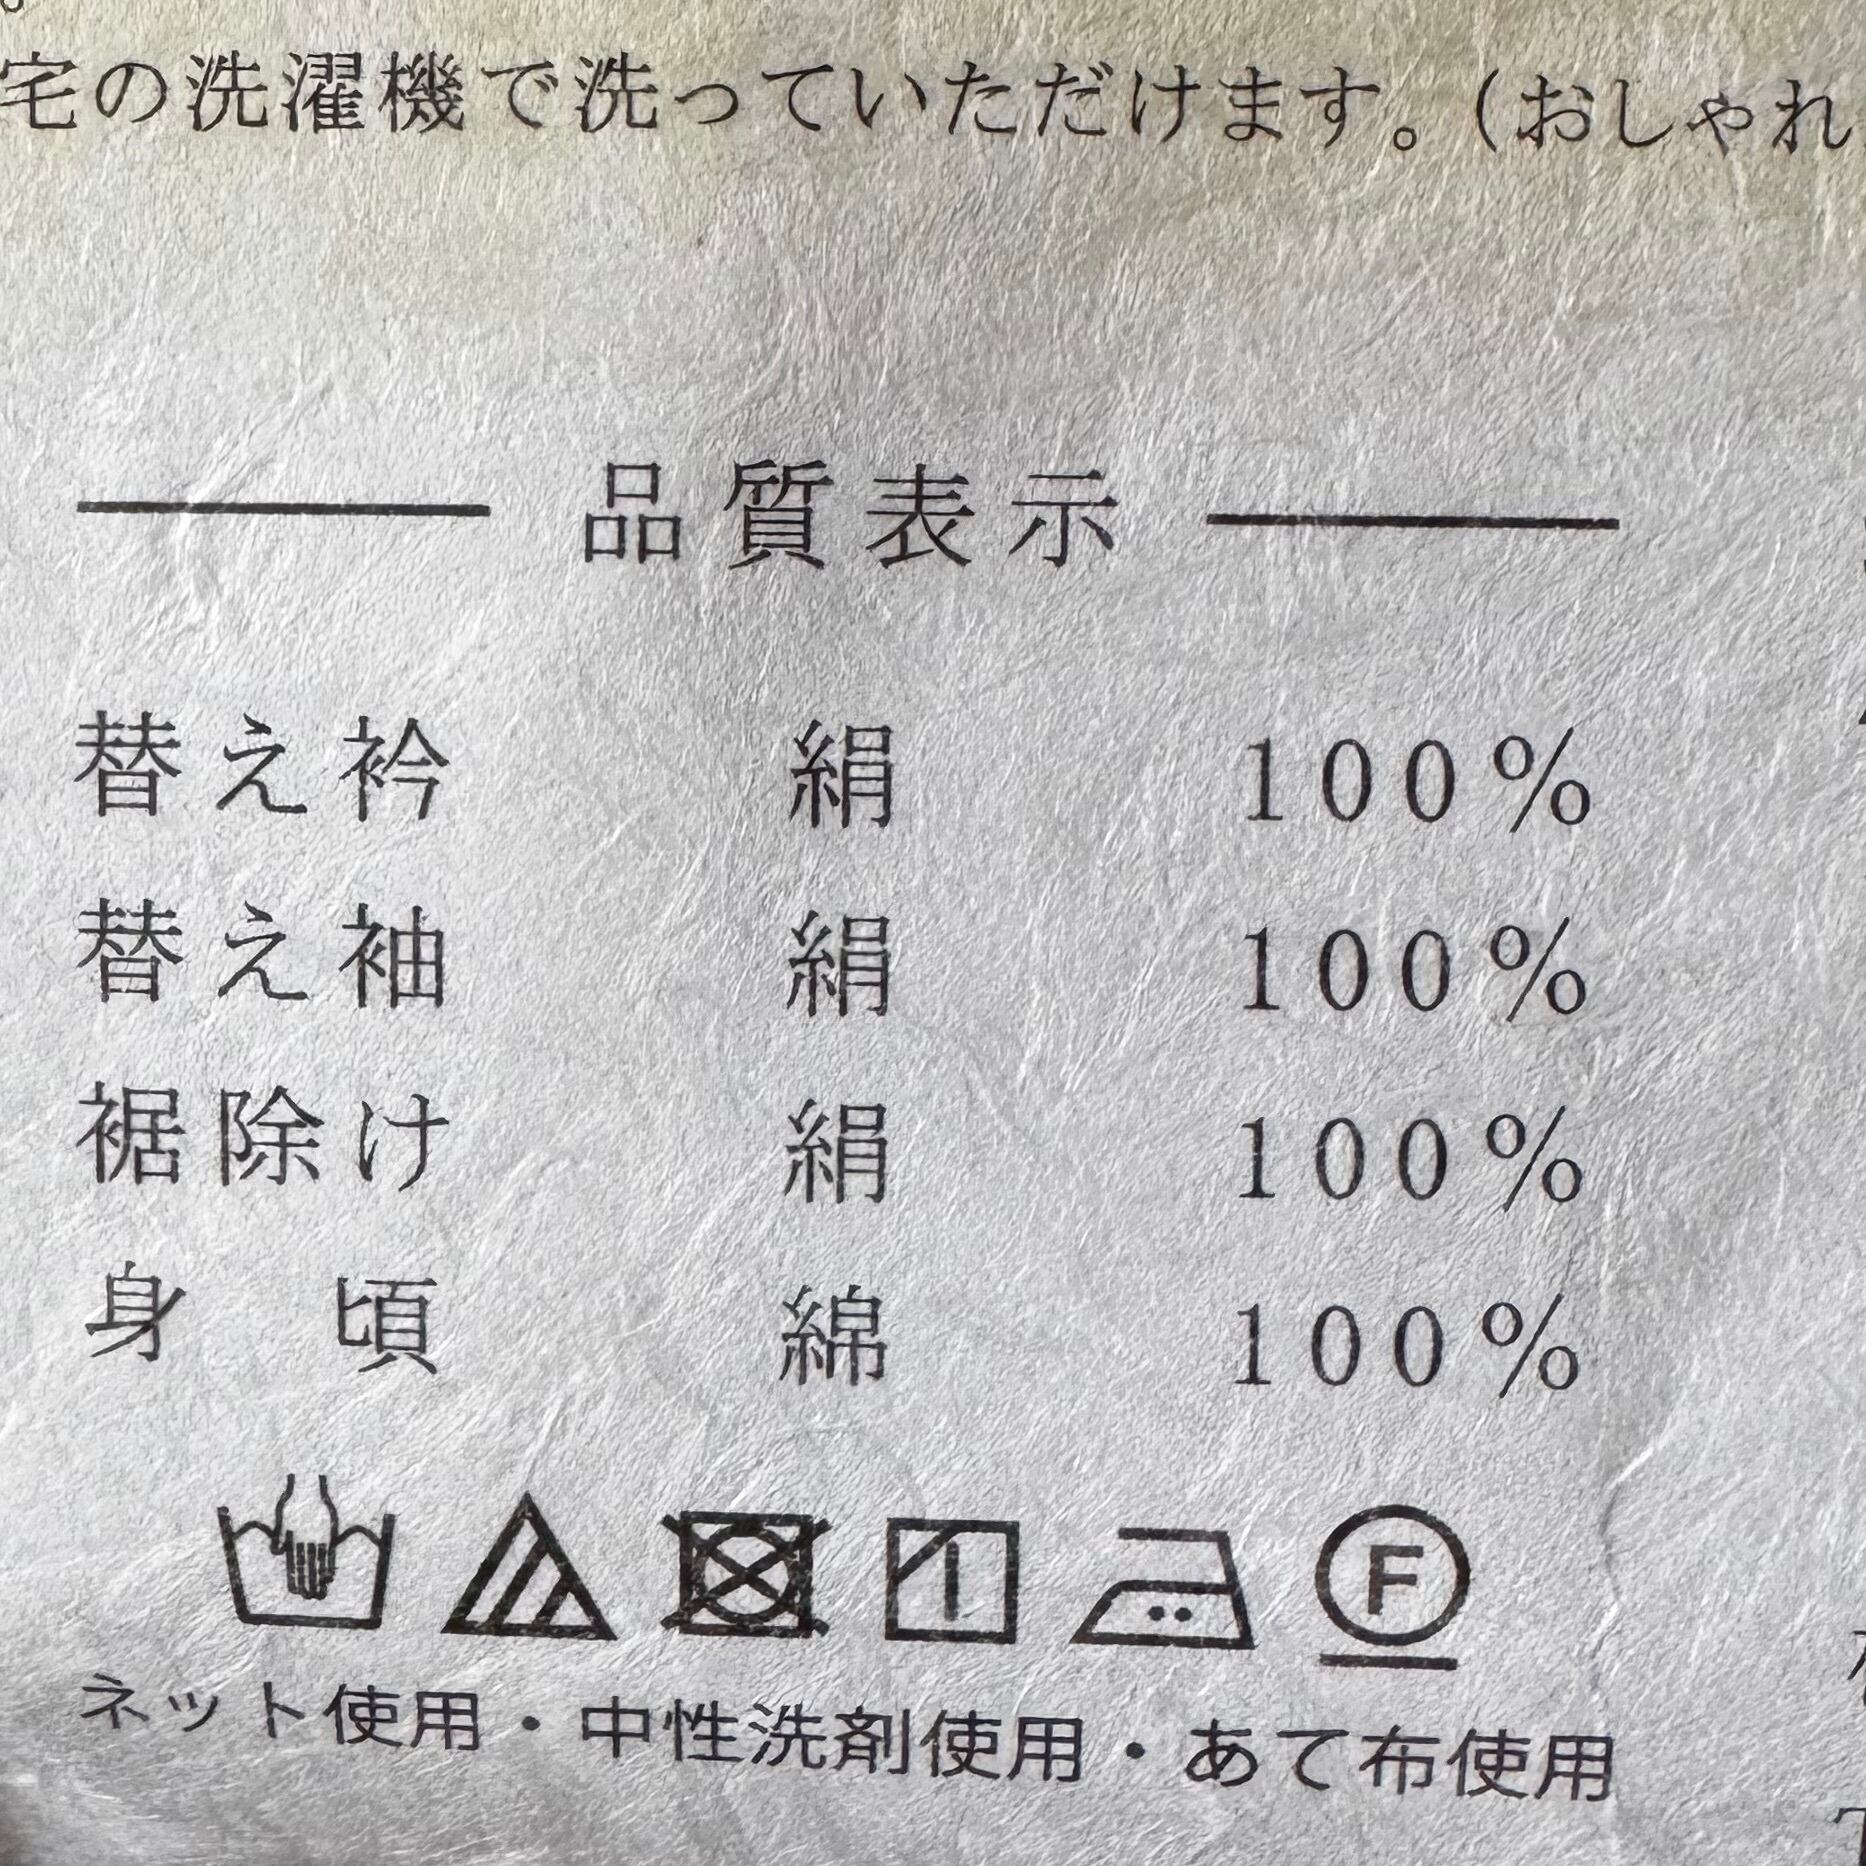 宅の洗濯機で洗っていただけます。(おしゃれ
品質表示
替え衿 絹 100%
替え袖 絹 100%
裾除け 絹 100%
身頃 綿 100%
F
ネット使用・中性洗剤使用・あて布使用